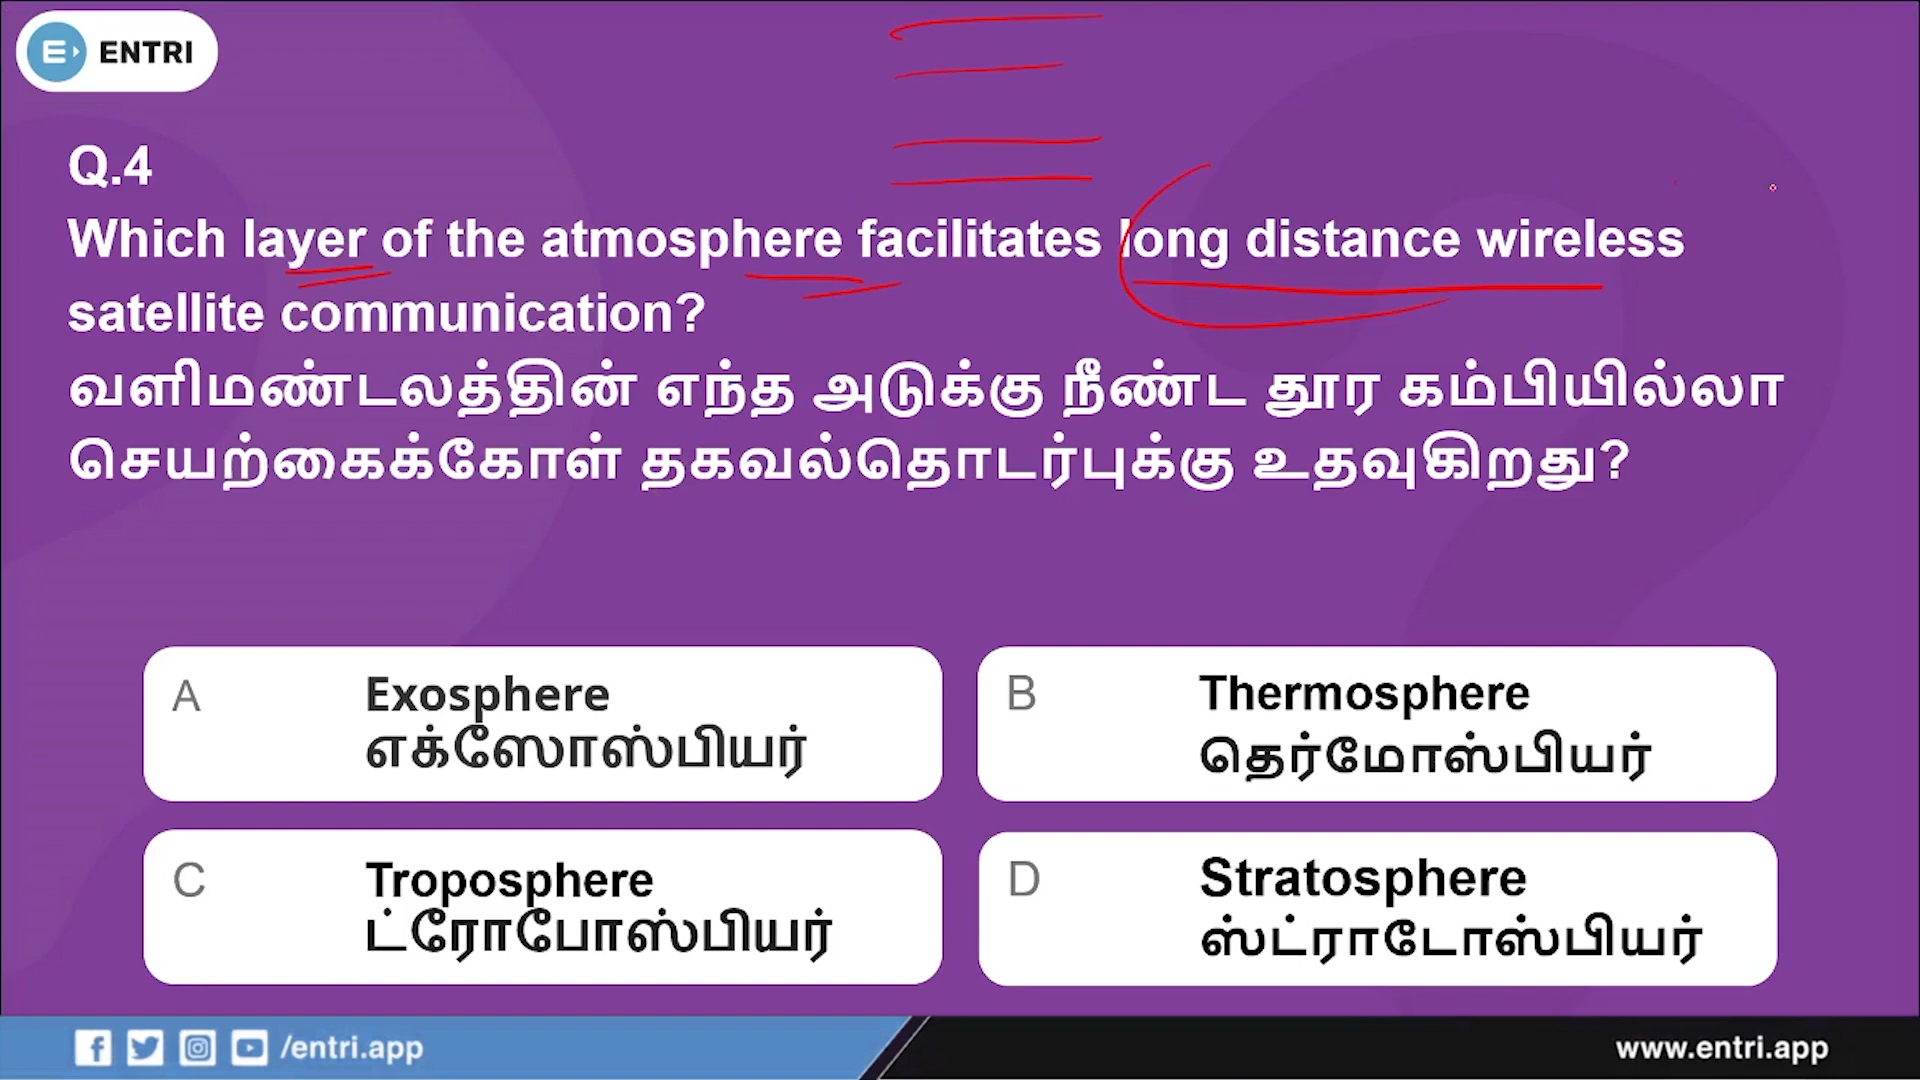 ENTRI
Q.4
Which layer of the atmosphere facilitates long distance wireless
satellite communication?
வளிமண்டலத்தின் எந்த அடுக்கு நீண்ட தூர கம்பியில்லா
செயற்கைக்கோள் தகவல்தொடர்புக்கு உதவுகிறது?
A Exosphere
எக்ஸோஸ்பியர்
B Thermosphere
தெர்மோஸ்பியர்
C Troposphere
ட்ரோபோஸ்பியர்
D Stratosphere
ஸ்ட்ராடோஸ்பியர்
/entri.app
www.entri.app